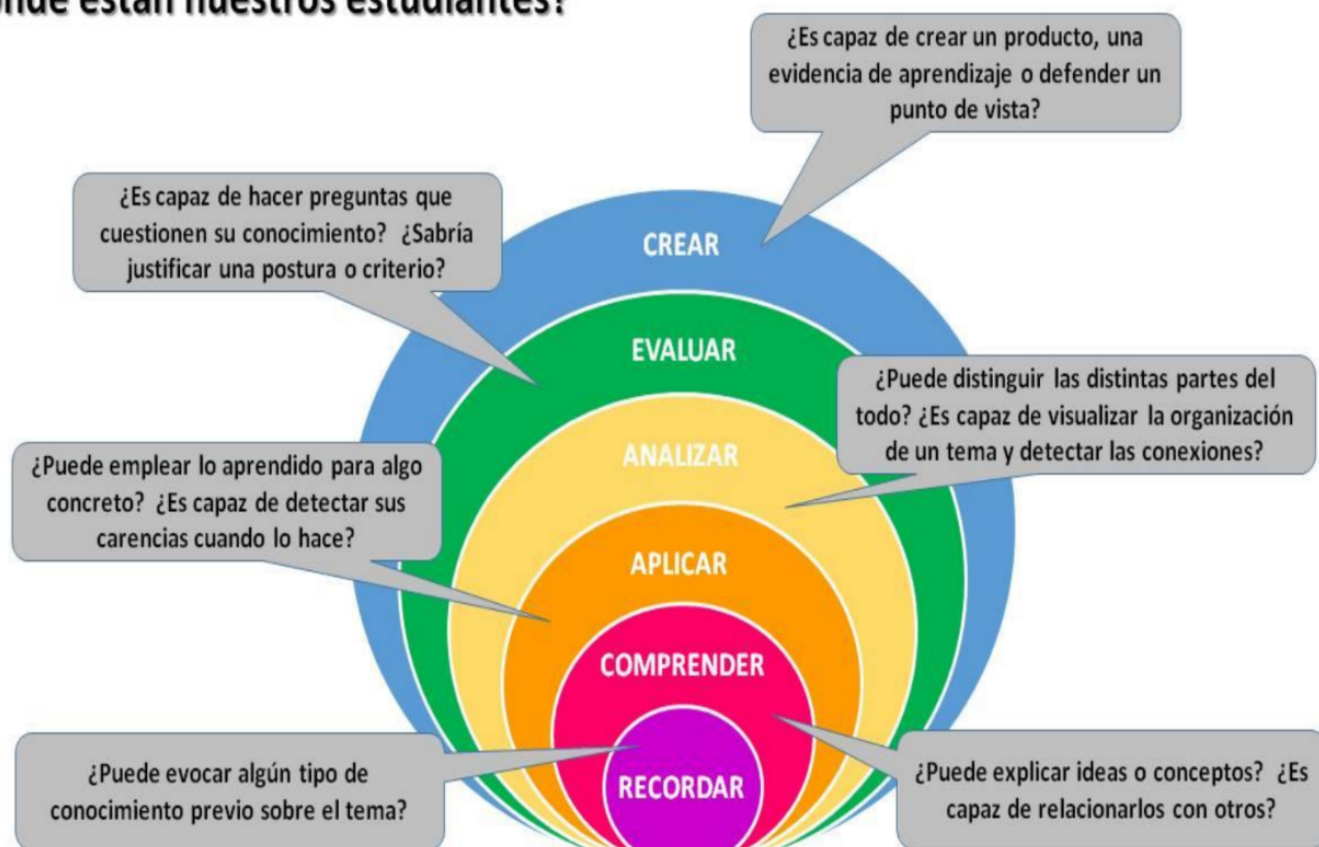 ónde están nuestros estudiantes?
¿Es capaz de crear un producto, una
evidencia de aprendizaje o defender un
punto de vista?
¿Es capaz de hacer preguntas que
cuestionen su conocimiento? ¿Sabría
justificar una postura o criterio?
CREAR
EVALUAR
¿Puede distinguir las distintas partes del
todo? ¿Es capaz de visualizar la organización
de un tema y detectar las conexiones?
ANALIZAR
¿Puede emplear lo aprendido para algo
concreto? ¿Es capaz de detectar sus
carencias cuando lo hace?
APLICAR
COMPRENDER
¿Puede evocar algún tipo de
conocimiento previo sobre el tema?
RECORDAR
¿Puede explicar ideas o conceptos? ¿Es
capaz de relacionarlos con otros?